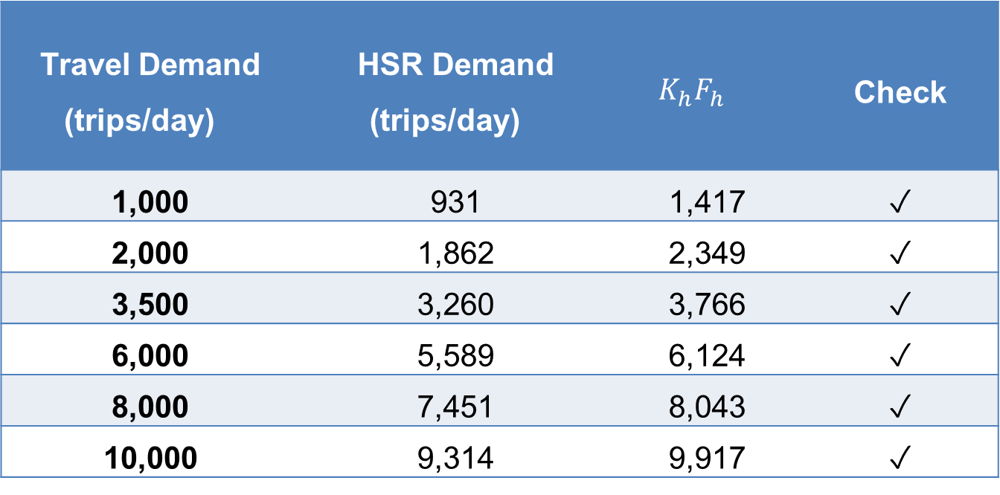 Travel Demand (trips/day) HSR Demand (trips/day) KₕFₕ Check
1,000 931 1,417 ✓
2,000 1,862 2,349 ✓
3,500 3,260 3,766 ✓
6,000 5,589 6,124 ✓
8,000 7,451 8,043 ✓
10,000 9,314 9,917 ✓